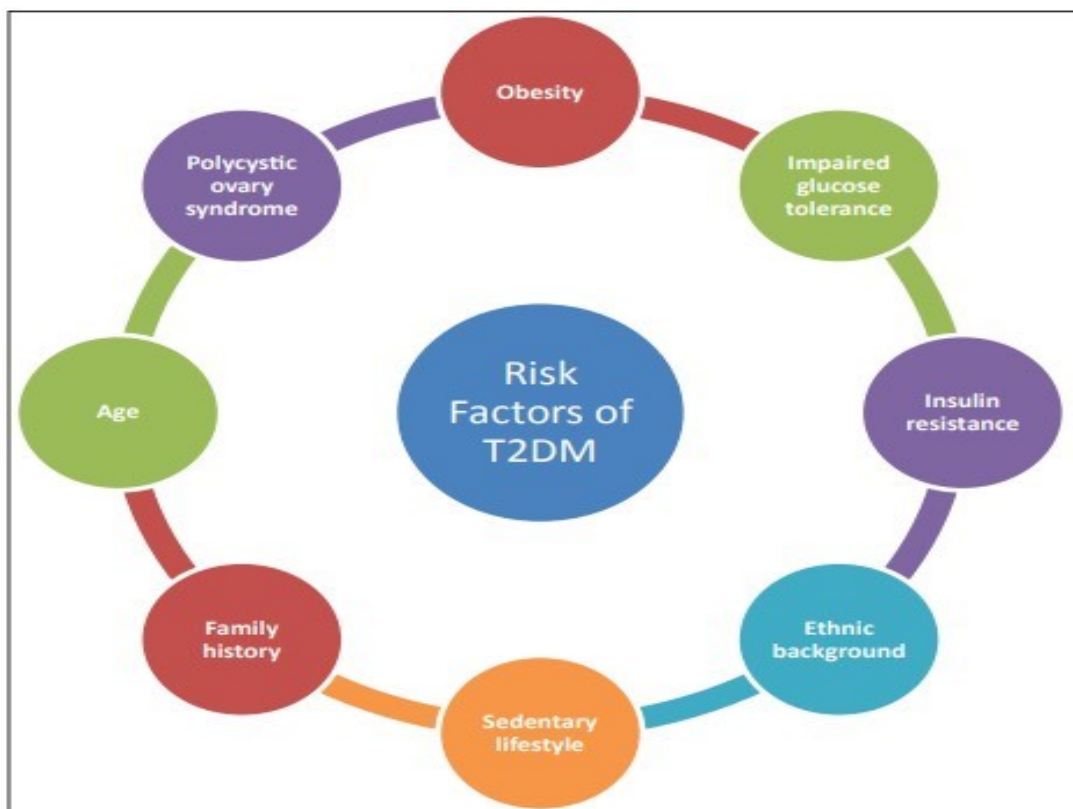 Obesity
Impaired
glucose
tolerance
Insulin
resistance
Ethnic
background
Sedentary
lifestyle
Family
history
Age
Polycystic
ovary
syndrome
Risk
Factors of
T2DM